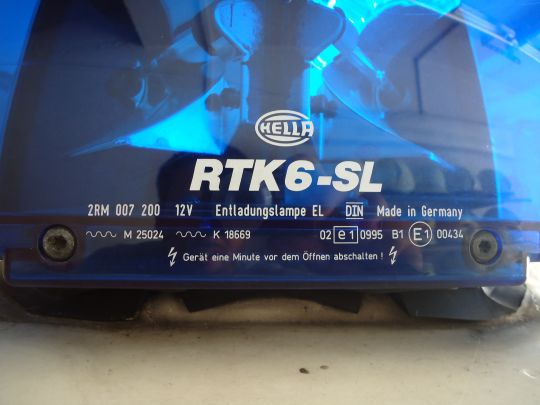 HELLA
RTK6-SL
2RM 007 200 12V Entladungslampe EL DIN Made in Germany
M 25024 K 18669 02 e1 0995 B1 E1 00434
Gerät eine Minute vor dem Öffnen abschalten !